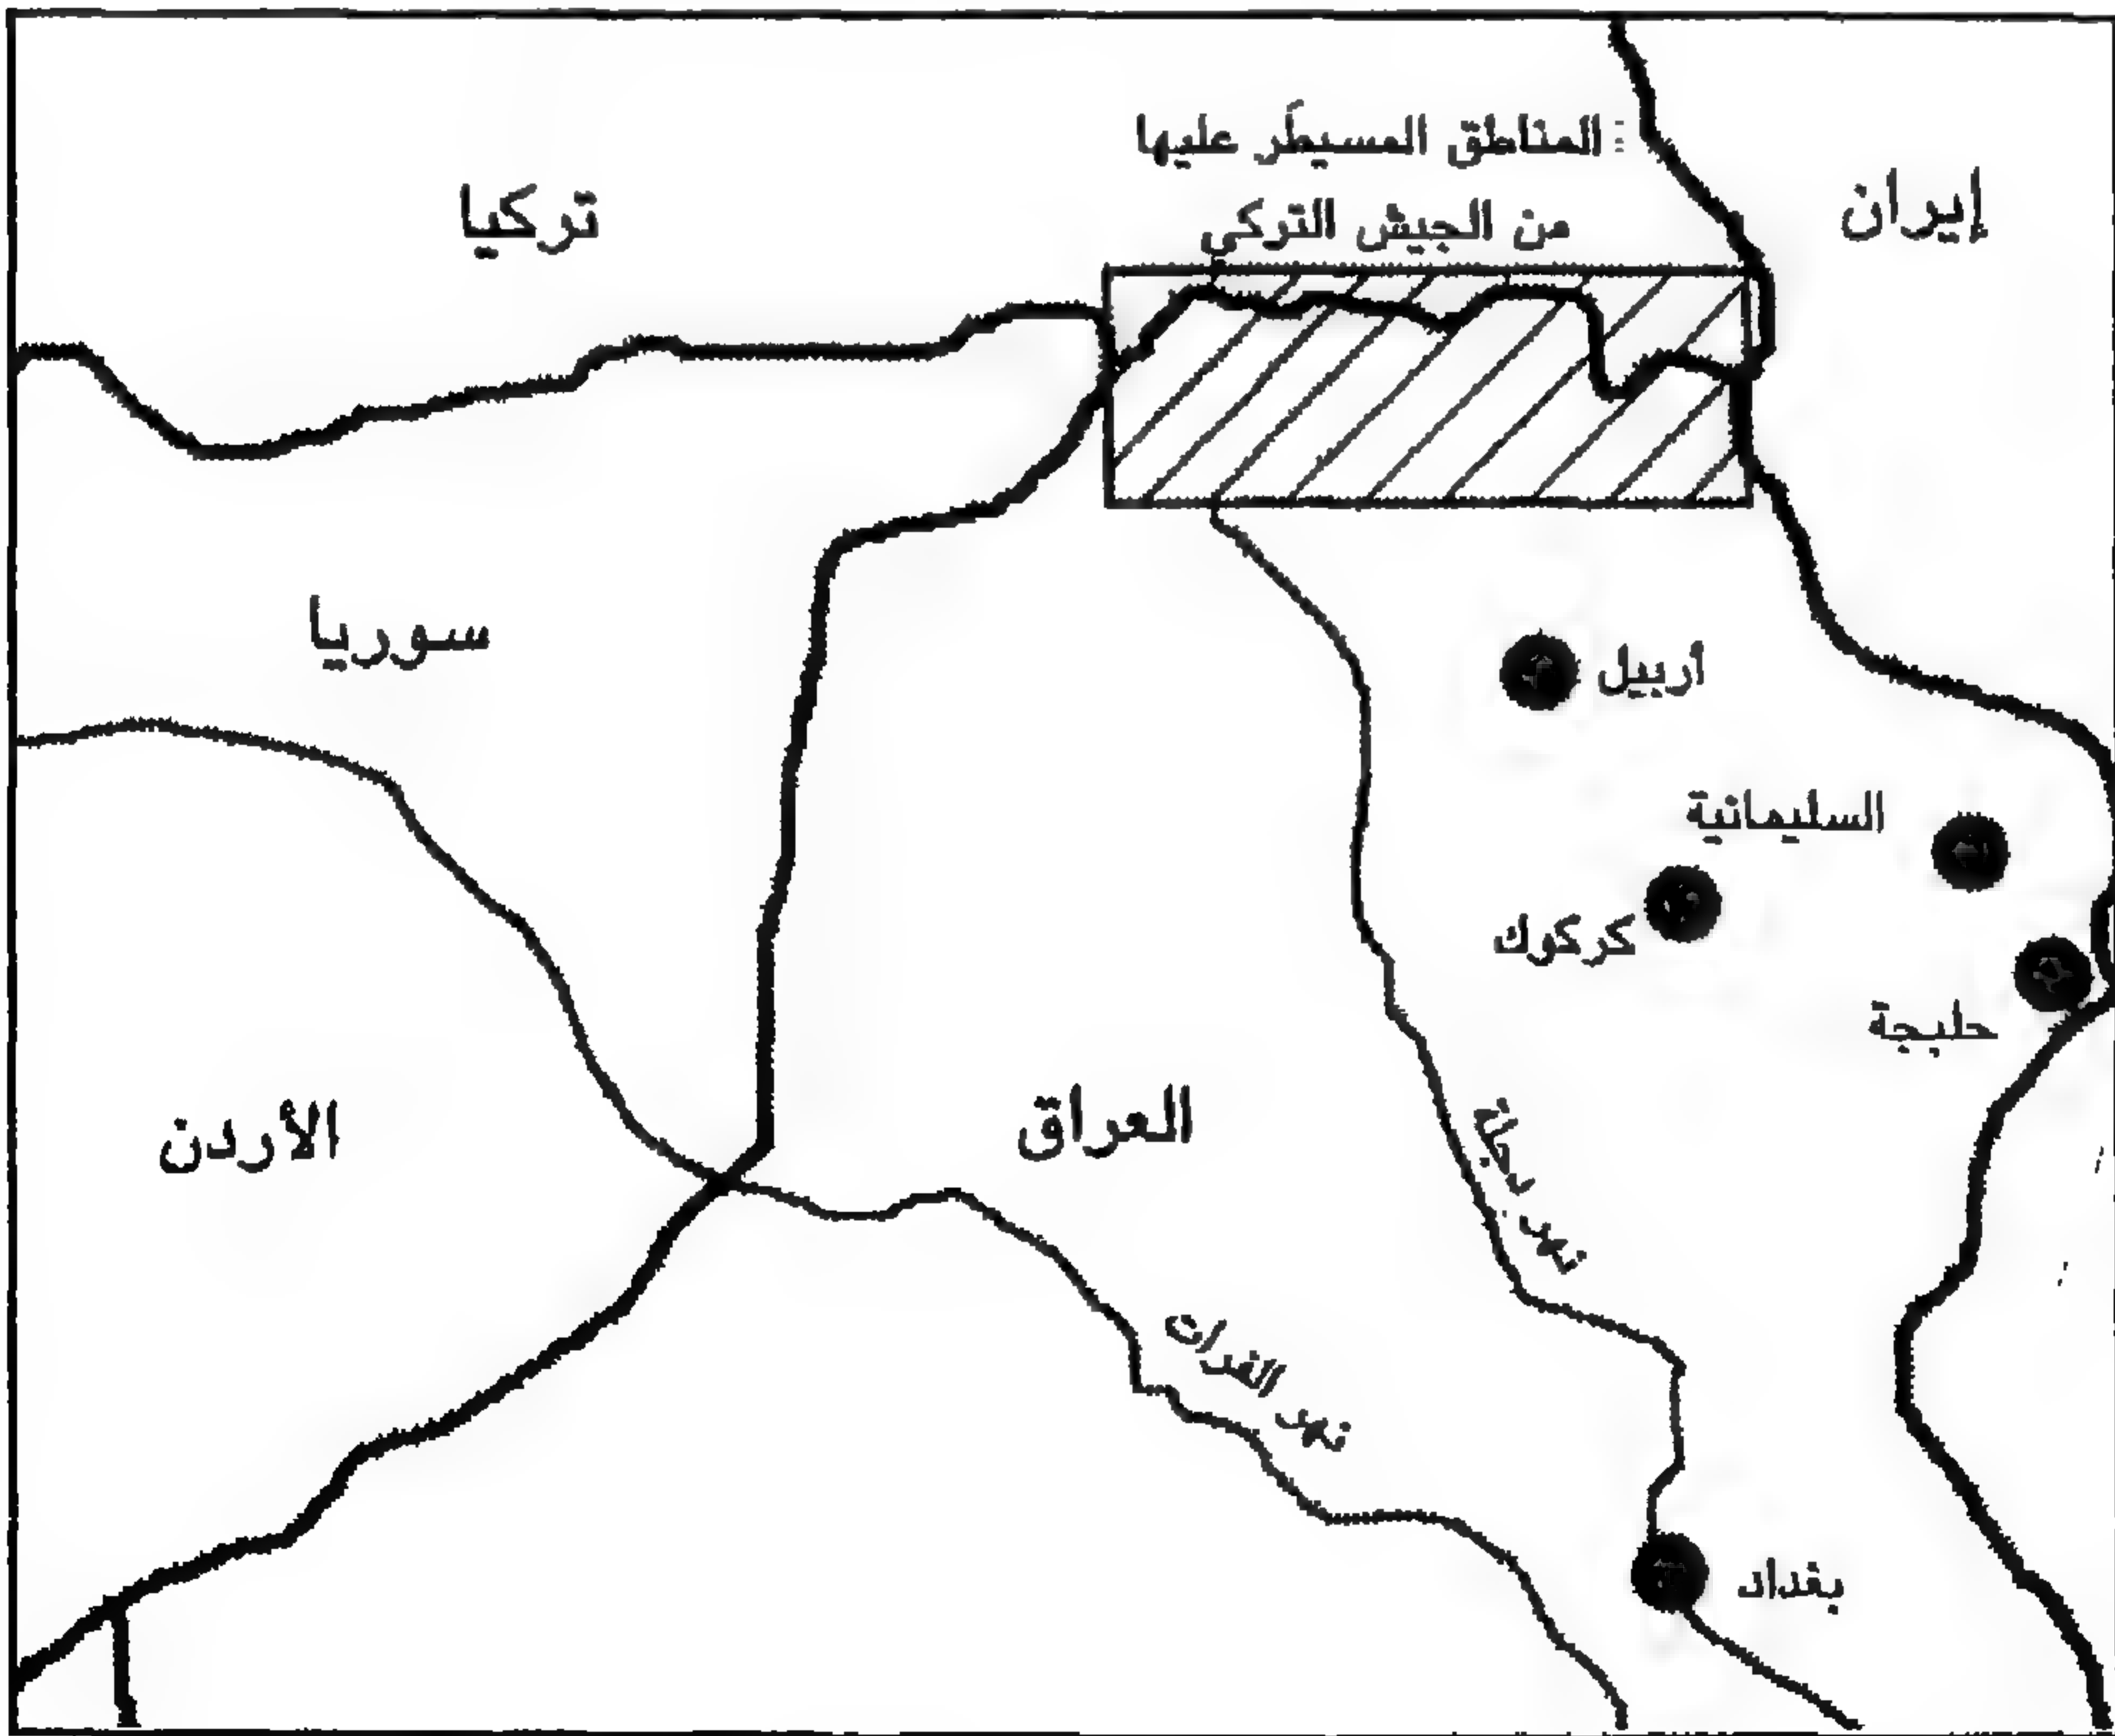 المناطق المسيطر عليها
من الجيش التركي
إيران
تركيا
سوريا
أربيل
السليمانية
كركوك
حلبجة
العراق
الأردن
نهر دجلة
نهر الفرات
بغداد